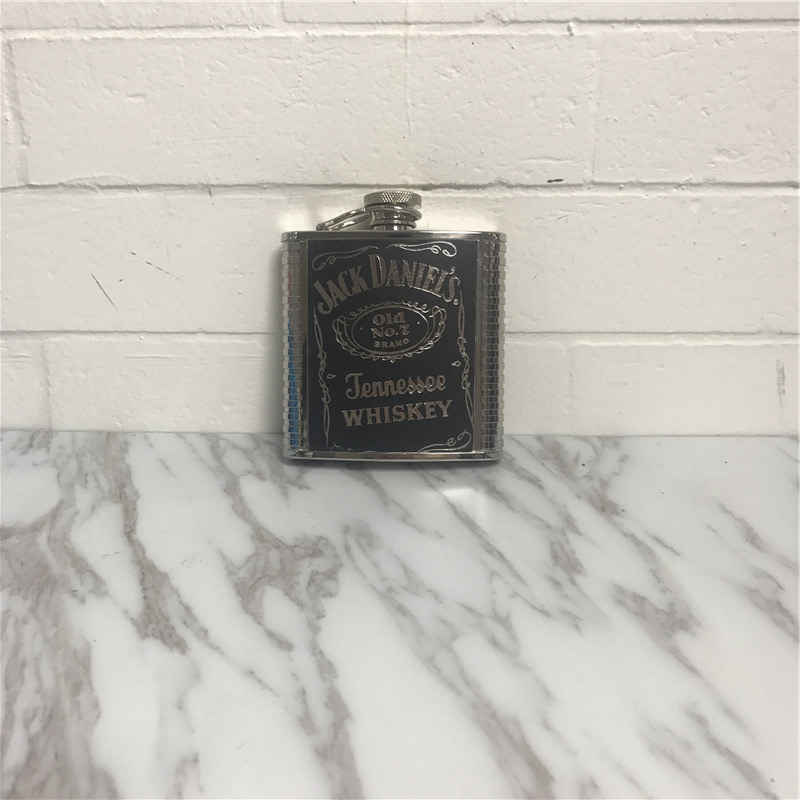 JACK DANIEL'S
Old
No.7
BRAND
Tennessee
WHISKEY